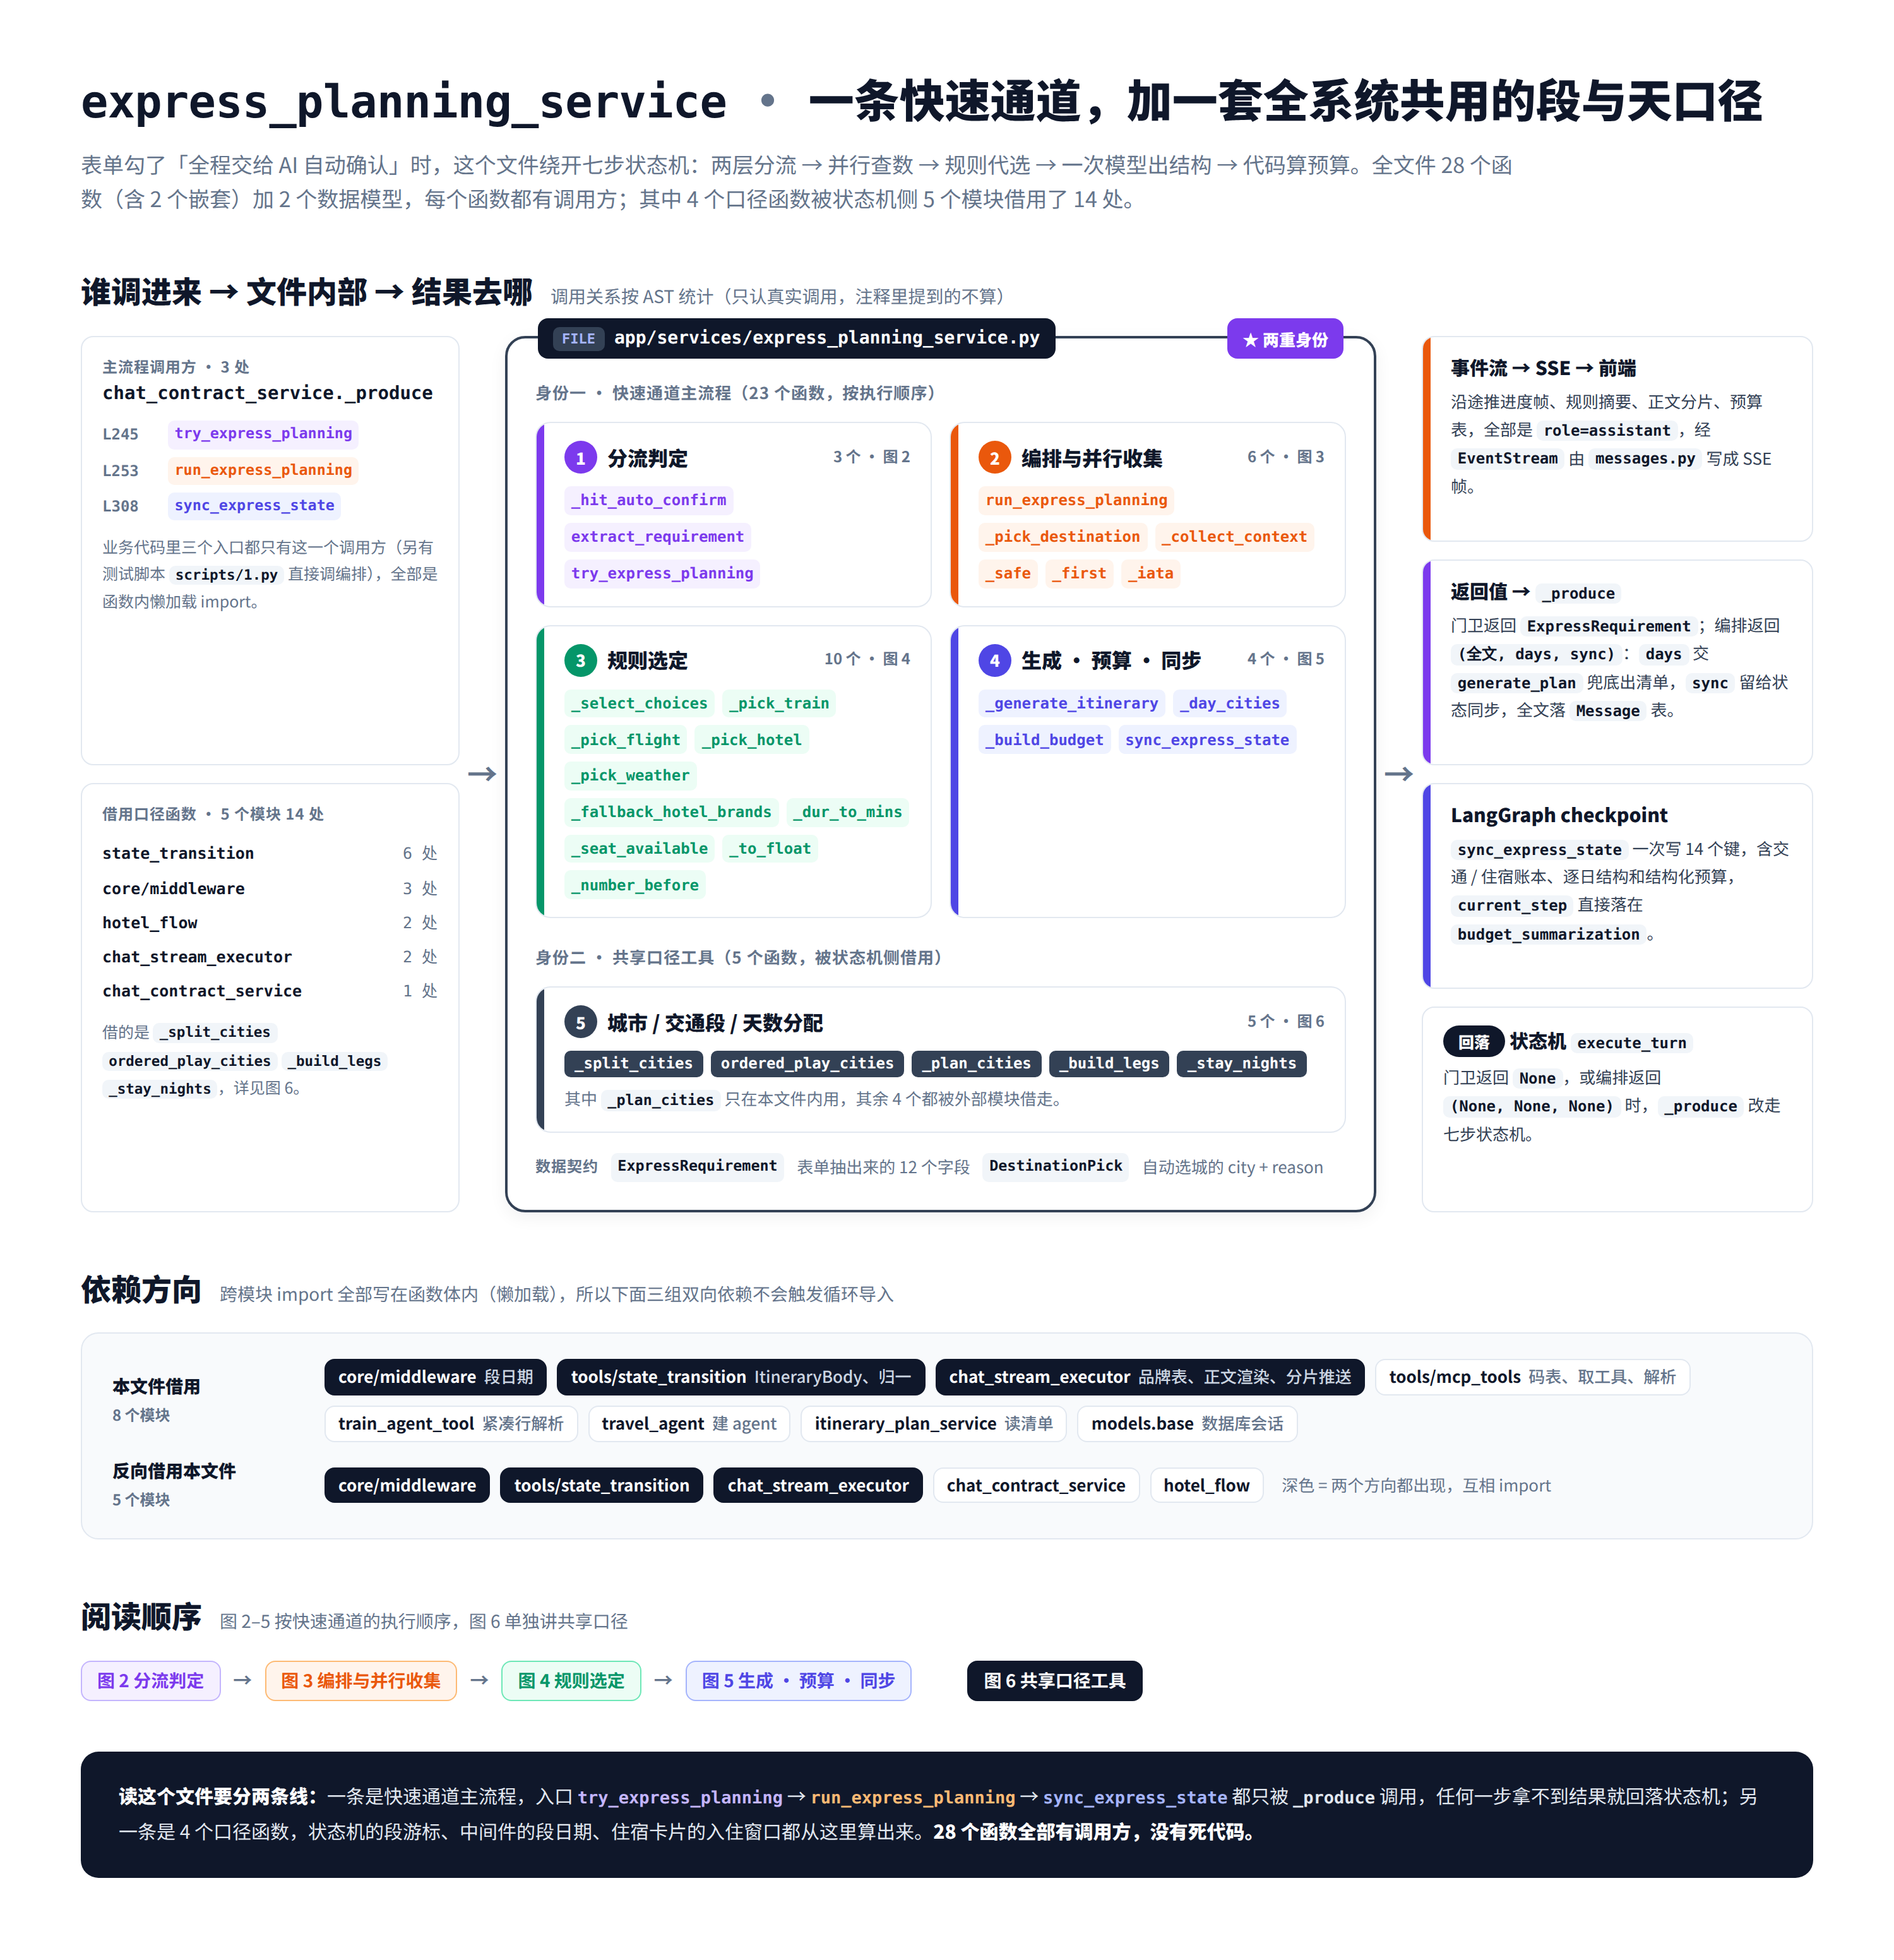 express_planning_service • 一条快速通道，加一套全系统共用的段与天口径
表单勾了「全程交给 AI 自动确认」时，这个文件绕开七步状态机：两层分流 → 并行查数 → 规则代选 → 一次模型出结构 → 代码算预算。全文件 28 个函
数（含 2 个嵌套）加 2 个数据模型，每个函数都有调用方；其中 4 个口径函数被状态机侧 5 个模块借用了 14 处。
谁调进来 → 文件内部 → 结果去哪 调用关系按 AST 统计（只认真实调用，注释里提到的不算）
主流程调用方 • 3 处
chat_contract_service._produce
L245 try_express_planning
L253 run_express_planning
L308 sync_express_state
业务代码里三个入口都只有这一个调用方（另有
测试脚本 scripts/1.py 直接调编排），全部是
函数内懒加载 import。
借用口径函数 • 5 个模块 14 处
state_transition 6 处
core/middleware 3 处
hotel_flow 2 处
chat_stream_executor 2 处
chat_contract_service 1 处
借的是 _split_cities
ordered_play_cities _build_legs
_stay_nights，详见图 6。
→
FILE app/services/express_planning_service.py
★ 两重身份
身份一 • 快速通道主流程（23 个函数，按执行顺序）
1 分流判定 3 个 • 图 2
_hit_auto_confirm
extract_requirement
try_express_planning
2 编排与并行收集 6 个 • 图 3
run_express_planning
_pick_destination _collect_context
_safe _first _iata
3 规则选定 10 个 • 图 4
_select_choices _pick_train
_pick_flight _pick_hotel
_pick_weather
_fallback_hotel_brands _dur_to_mins
_seat_available _to_float
_number_before
4 生成 • 预算 • 同步 4 个 • 图 5
_generate_itinerary _day_cities
_build_budget sync_express_state
身份二 • 共享口径工具（5 个函数，被状态机侧借用）
5 城市 / 交通段 / 天数分配 5 个 • 图 6
_split_cities ordered_play_cities _plan_cities _build_legs _stay_nights
其中 _plan_cities 只在本文件内用，其余 4 个都被外部模块借走。
数据契约 ExpressRequirement 表单抽出来的 12 个字段 DestinationPick 自动选城的 city + reason
→
事件流 → SSE → 前端
沿途推进度帧、规则摘要、正文分片、预算
表，全部是 role=assistant，经
EventStream 由 messages.py 写成 SSE
帧。
返回值 → _produce
门卫返回 ExpressRequirement；编排返回
(全文, days, sync)： days 交
generate_plan 兜底出清单，sync 留给状
态同步，全文落 Message 表。
LangGraph checkpoint
sync_express_state 一次写 14 个键，含交
通 / 住宿账本、逐日结构和结构化预算，
current_step 直接落在
budget_summarization。
回落 状态机 execute_turn
门卫返回 None，或编排返回
(None, None, None) 时，_produce 改走
七步状态机。
依赖方向 跨模块 import 全部写在函数体内（懒加载），所以下面三组双向依赖不会触发循环导入
本文件借用
8 个模块
core/middleware 段日期 tools/state_transition ItineraryBody、归一 chat_stream_executor 品牌表、正文渲染、分片推送 tools/mcp_tools 码表、取工具、解析
train_agent_tool 紧凑行解析 travel_agent 建 agent itinerary_plan_service 读清单 models.base 数据库会话
反向借用本文件
5 个模块
core/middleware tools/state_transition chat_stream_executor chat_contract_service hotel_flow 深色 = 两个方向都出现，互相 import
阅读顺序 图 2–5 按快速通道的执行顺序，图 6 单独讲共享口径
图 2 分流判定 → 图 3 编排与并行收集 → 图 4 规则选定 → 图 5 生成 • 预算 • 同步 图 6 共享口径工具
读这个文件要分两条线：一条是快速通道主流程，入口 try_express_planning → run_express_planning → sync_express_state 都只被 _produce 调用，任何一步拿不到结果就回落状态机；另
一条是 4 个口径函数，状态机的段游标、中间件的段日期、住宿卡片的入住窗口都从这里算出来。28 个函数全部有调用方，没有死代码。